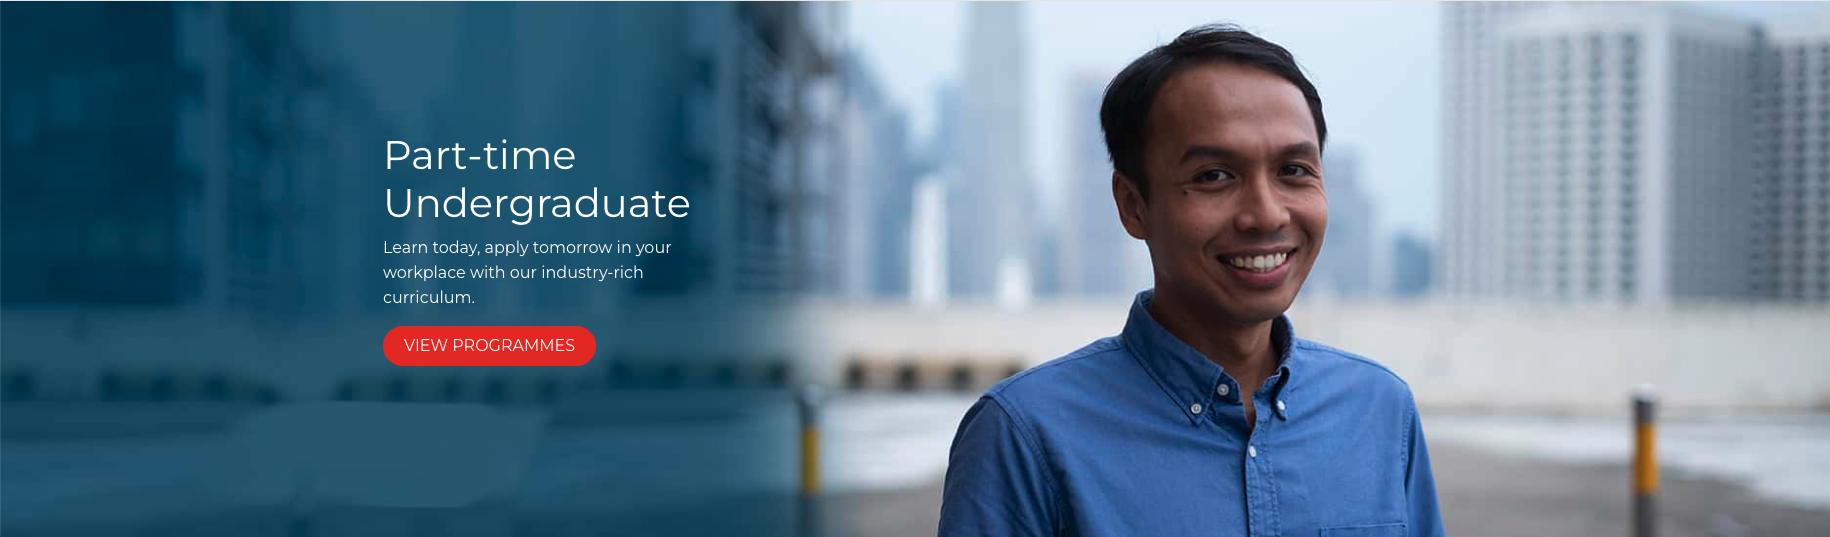 Part-time
Undergraduate
Learn today, apply tomorrow in your
workplace with our industry-rich
curriculum.
VIEW PROGRAMMES